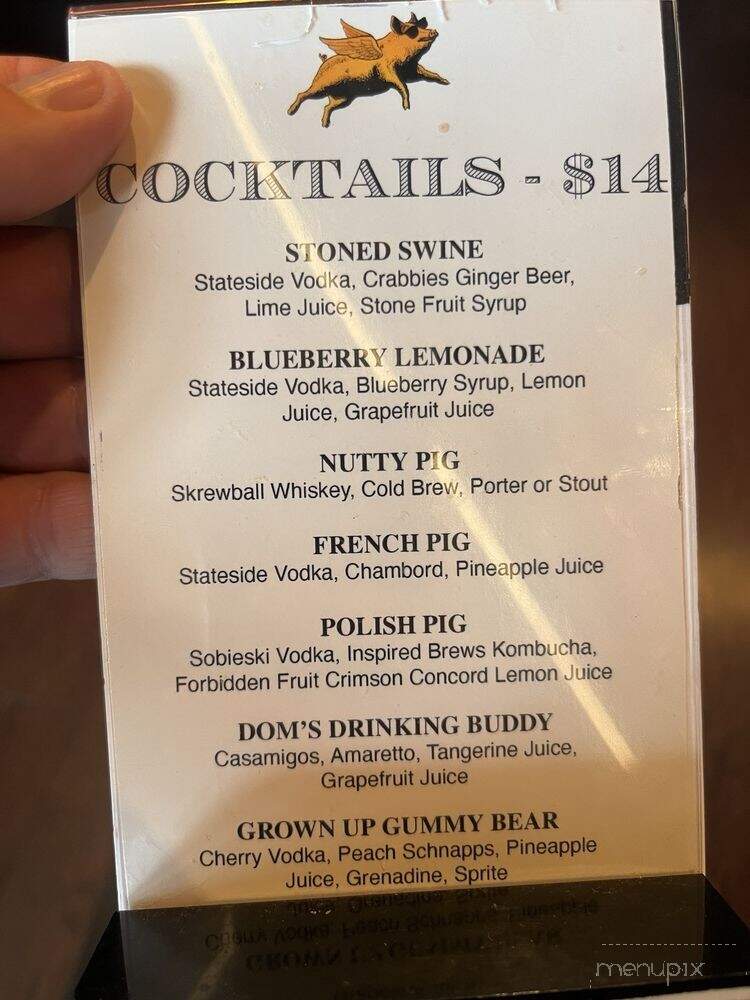 COCKTAILS - $14
STONED SWINE
Stateside Vodka, Crabbies Ginger Beer,
Lime Juice, Stone Fruit Syrup
BLUEBERRY LEMONADE
Stateside Vodka, Blueberry Syrup, Lemon
Juice, Grapefruit Juice
NUTTY PIG
Skrewball Whiskey, Cold Brew, Porter or Stout
FRENCH PIG
Stateside Vodka, Chambord, Pineapple Juice
POLISH PIG
Sobieski Vodka, Inspired Brews Kombucha,
Forbidden Fruit Crimson Concord Lemon Juice
DOM'S DRINKING BUDDY
Casamigos, Amaretto, Tangerine Juice,
Grapefruit Juice
GROWN UP GUMMY BEAR
Cherry Vodka, Peach Schnapps, Pineapple
Juice, Grenadine, Sprite
menupix